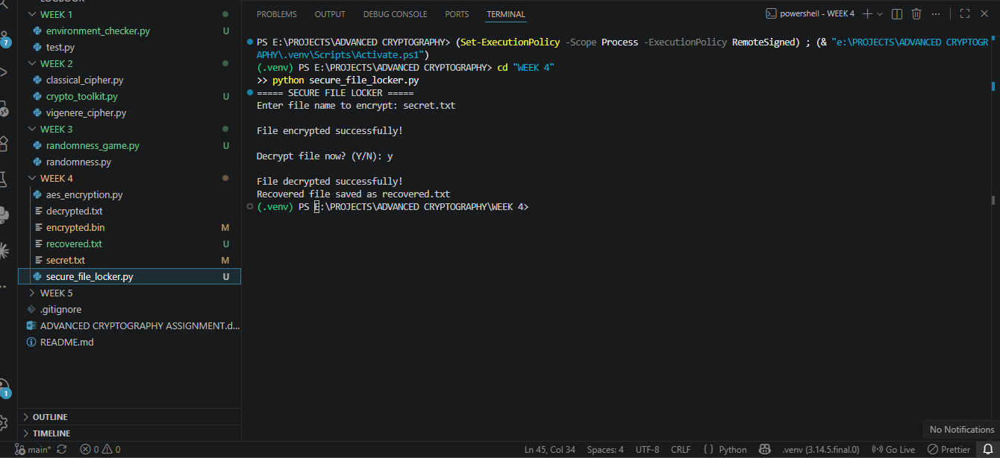 WEEK 1
environment_checker.py U
test.py
WEEK 2
classical_cipher.py
crypto_toolkit.py U
vigenere_cipher.py
WEEK 3
randomness_game.py U
randomness.py
WEEK 4
aes_encryption.py
decrypted.txt
encrypted.bin M
recovered.txt U
secret.txt M
secure_file_locker.py U
WEEK 5
.gitignore
ADVANCED CRYPTOGRAPHY ASSIGNMENT.d...
README.md
OUTLINE
TIMELINE
7
1
PROBLEMS OUTPUT DEBUG CONSOLE PORTS TERMINAL
powershell - WEEK 4
PS E:\PROJECTS\ADVANCED CRYPTOGRAPHY> (Set-ExecutionPolicy -Scope Process -ExecutionPolicy RemoteSigned) ; (& "e:\PROJECTS\ADVANCED CRYPTOGR
APHY\.venv\Scripts\Activate.ps1")
(.venv) PS E:\PROJECTS\ADVANCED CRYPTOGRAPHY> cd "WEEK 4"
>> python secure_file_locker.py
===== SECURE FILE LOCKER =====
Enter file name to encrypt: secret.txt
File encrypted successfully!
Decrypt file now? (Y/N): y
File decrypted successfully!
Recovered file saved as recovered.txt
(.venv) PS E:\PROJECTS\ADVANCED CRYPTOGRAPHY\WEEK 4>
No Notifications
main* 0 0 Ln 45, Col 34 Spaces: 4 UTF-8 CRLF { } Python .venv (3.14.5.final.0) Go Live Prettier